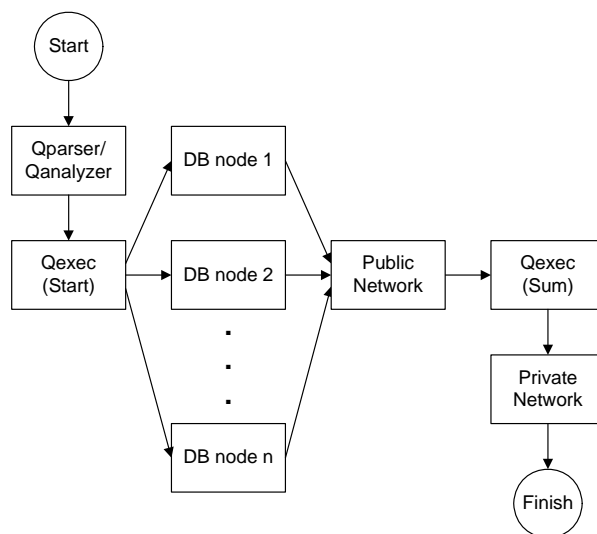 Start
Qparser/
Qanalyzer
Qexec
(Start)
DB node 1
DB node 2
DB node n
Public
Network
Qexec
(Sum)
Private
Network
Finish